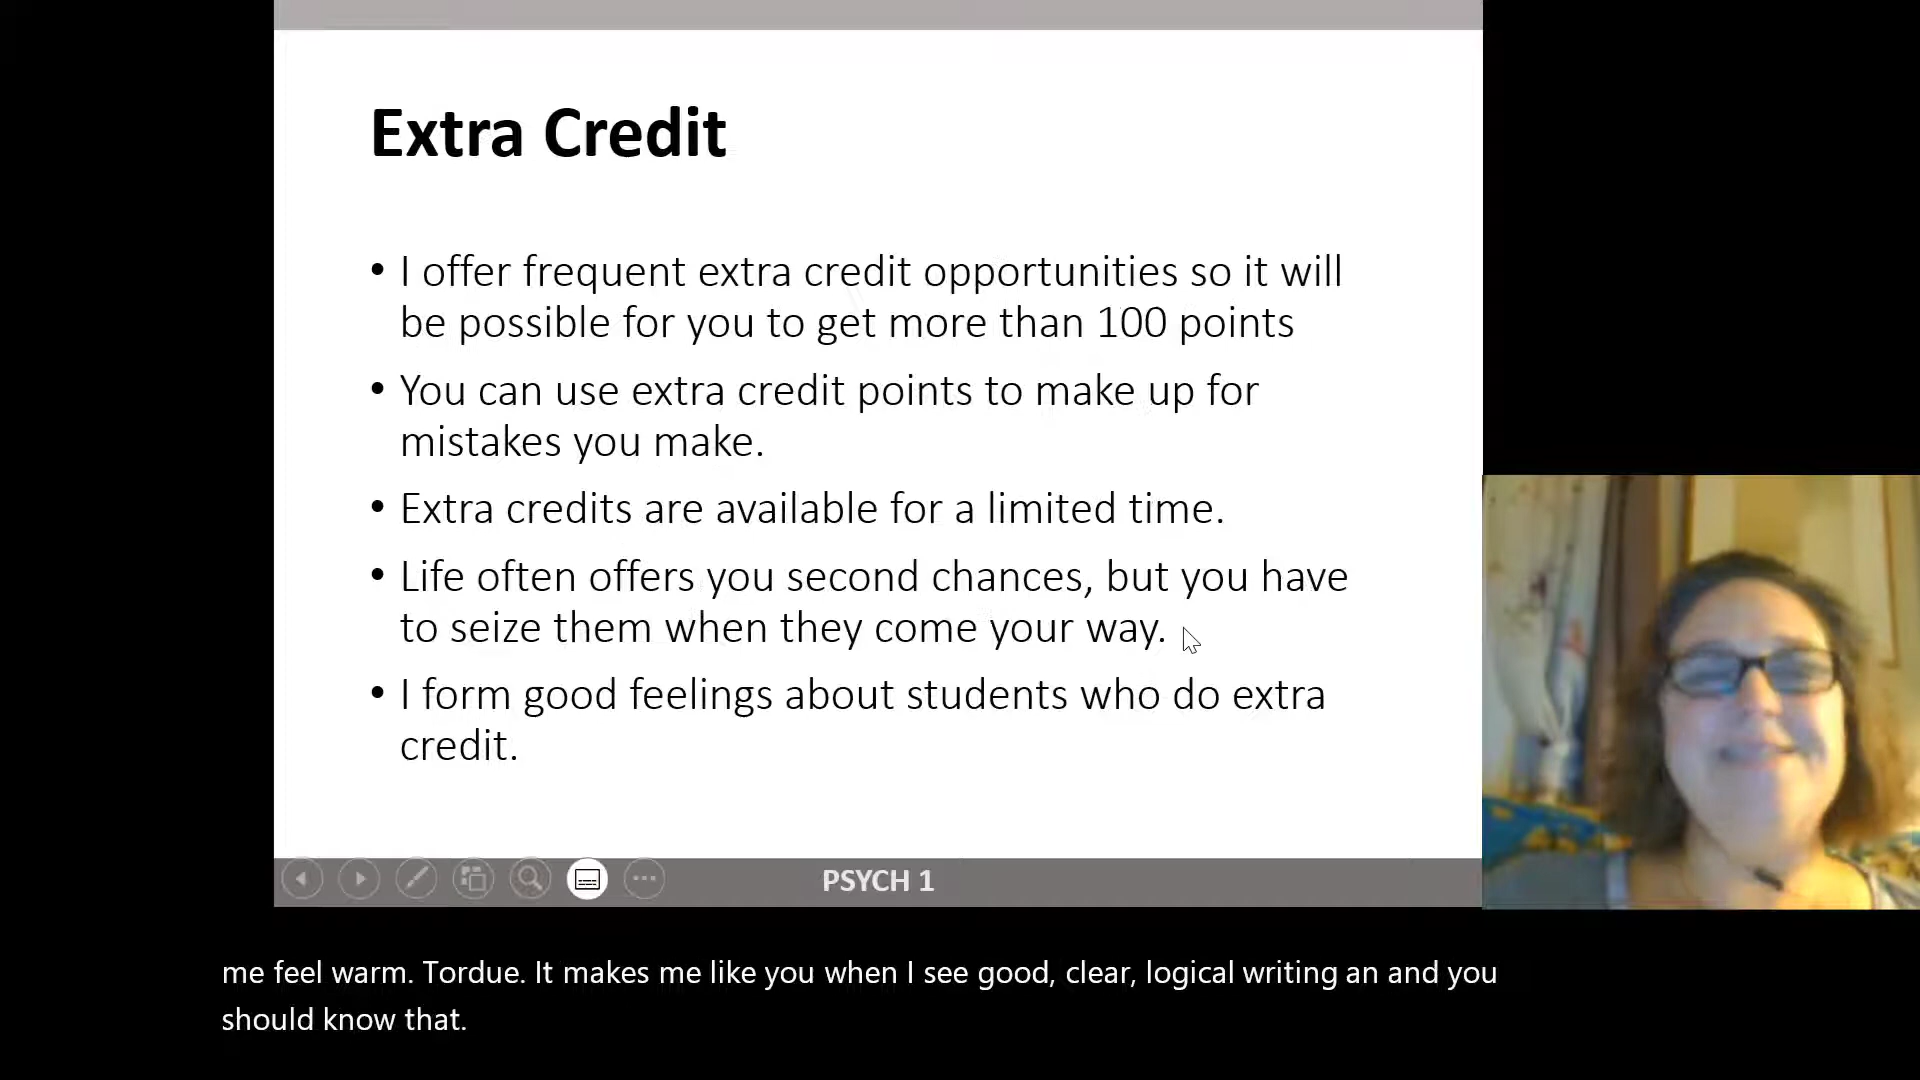 Extra Credit
• I offer frequent extra credit opportunities so it will
be possible for you to get more than 100 points
• You can use extra credit points to make up for
mistakes you make.
• Extra credits are available for a limited time.
• Life often offers you second chances, but you have
to seize them when they come your way.
• I form good feelings about students who do extra
credit.
PSYCH 1
me feel warm. Tordue. It makes me like you when I see good, clear, logical writing an and you
should know that.